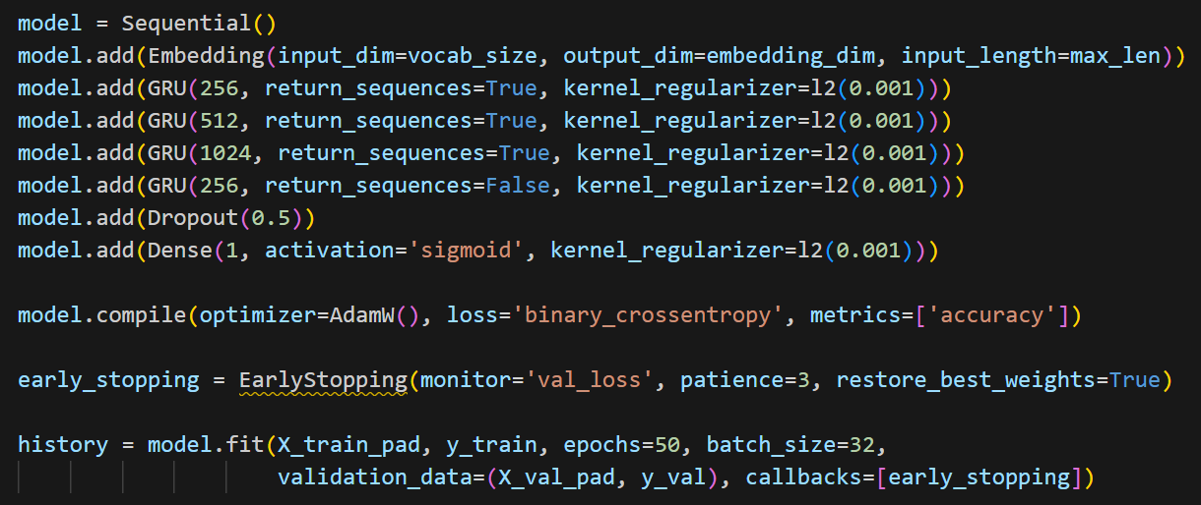 model = Sequential()
model.add(Embedding(input_dim=vocab_size, output_dim=embedding_dim, input_length=max_len))
model.add(GRU(256, return_sequences=True, kernel_regularizer=l2(0.001)))
model.add(GRU(512, return_sequences=True, kernel_regularizer=l2(0.001)))
model.add(GRU(1024, return_sequences=True, kernel_regularizer=l2(0.001)))
model.add(GRU(256, return_sequences=False, kernel_regularizer=l2(0.001)))
model.add(Dropout(0.5))
model.add(Dense(1, activation='sigmoid', kernel_regularizer=l2(0.001)))
model.compile(optimizer=AdamW(), loss='binary_crossentropy', metrics=['accuracy'])
early_stopping = EarlyStopping(monitor='val_loss', patience=3, restore_best_weights=True)
history = model.fit(X_train_pad, y_train, epochs=50, batch_size=32,
validation_data=(X_val_pad, y_val), callbacks=[early_stopping])